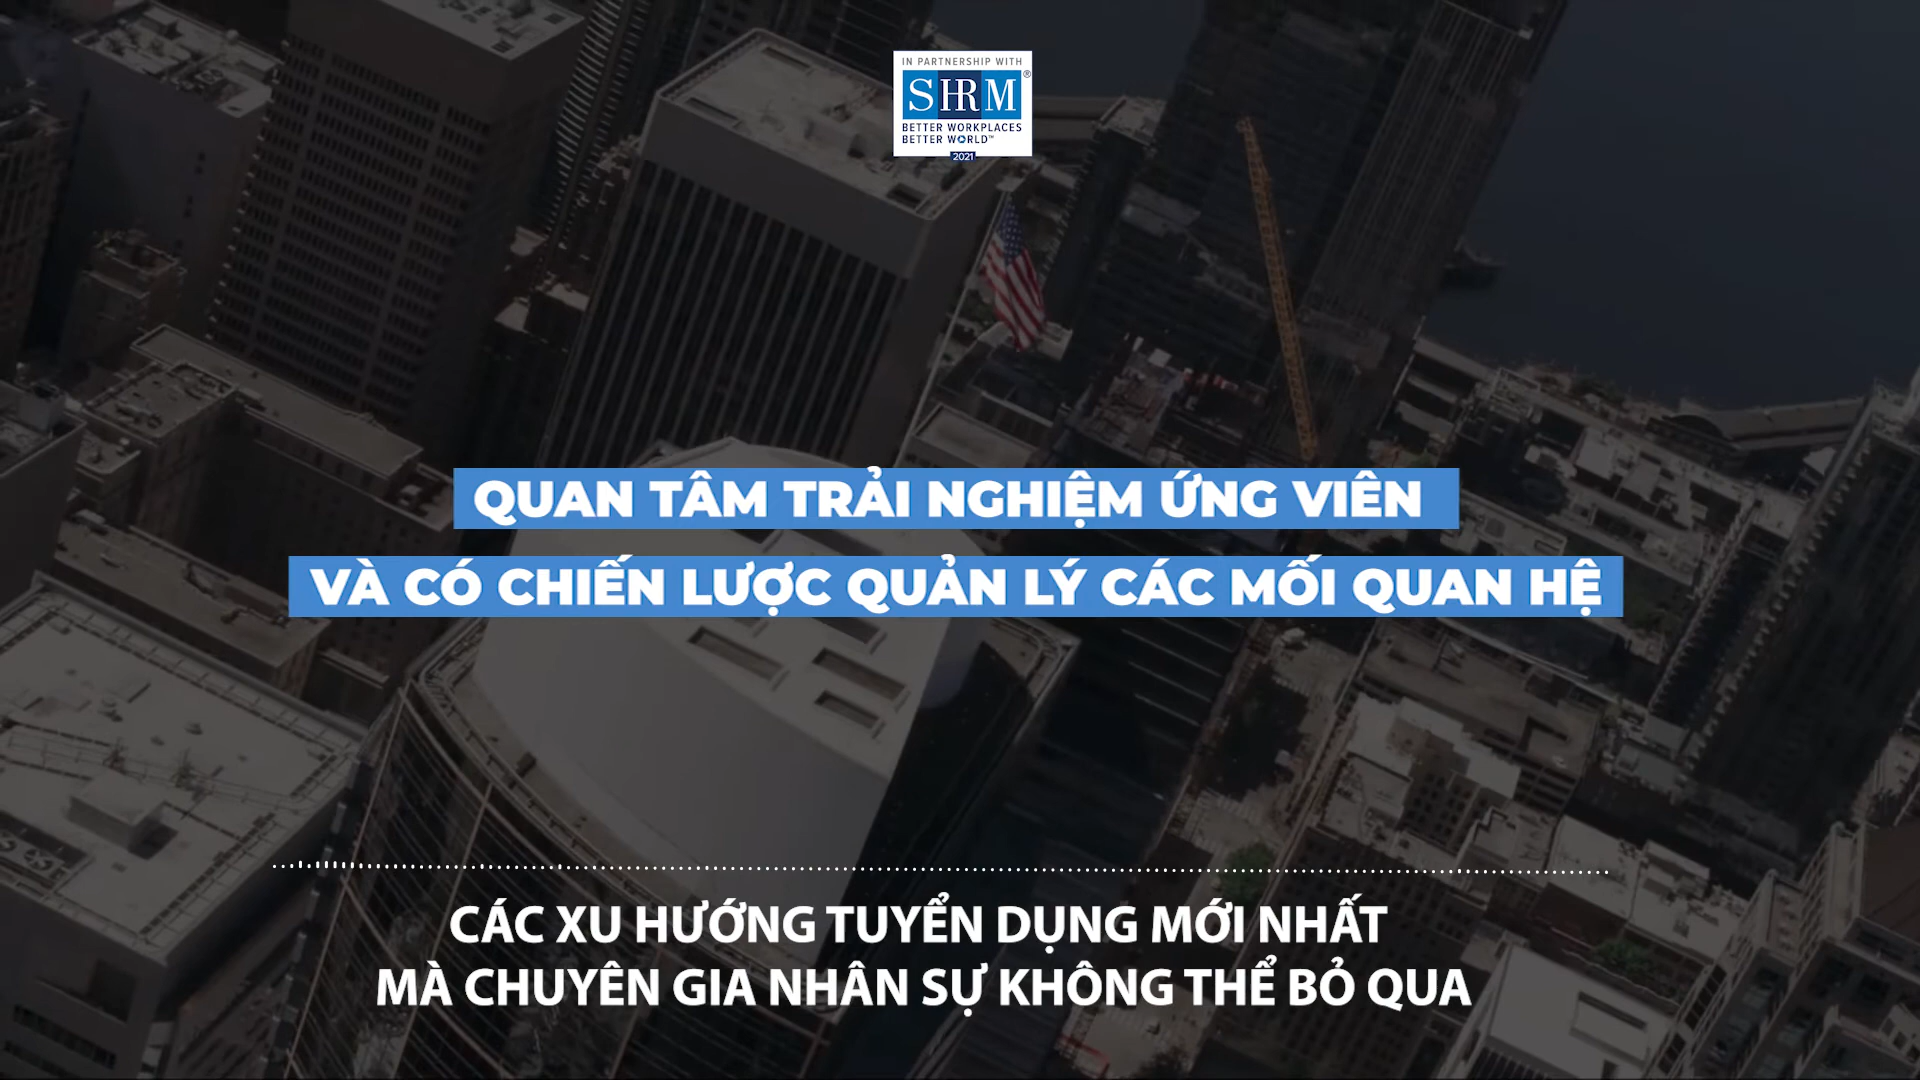 IN PARTNERSHIP WITH
SHRM®
BETTER WORKPLACES
BETTER WORLD™
2021
QUAN TÂM TRẢI NGHIỆM ỨNG VIÊN
VÀ CÓ CHIẾN LƯỢC QUẢN LÝ CÁC MỐI QUAN HỆ
CÁC XU HƯỚNG TUYỂN DỤNG MỚI NHẤT
MÀ CHUYÊN GIA NHÂN SỰ KHÔNG THỂ BỎ QUA